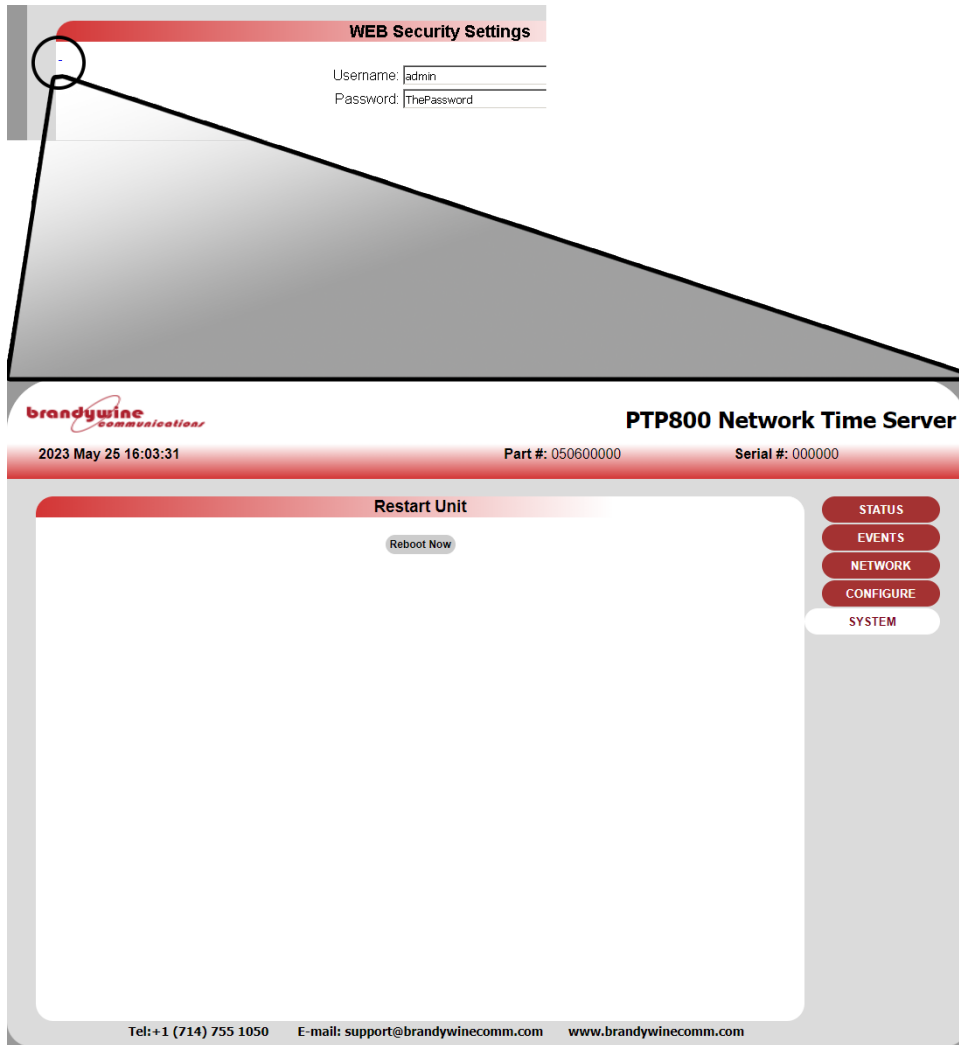 WEB Security Settings
-
Username: admin
Password: ThePassword
brandywine
communications
PTP800 Network Time Server
2023 May 25 16:03:31 Part #: 050600000 Serial #: 000000
Restart Unit
Reboot Now
STATUS
EVENTS
NETWORK
CONFIGURE
SYSTEM
Tel:+1 (714) 755 1050 E-mail: support@brandywinecomm.com www.brandywinecomm.com